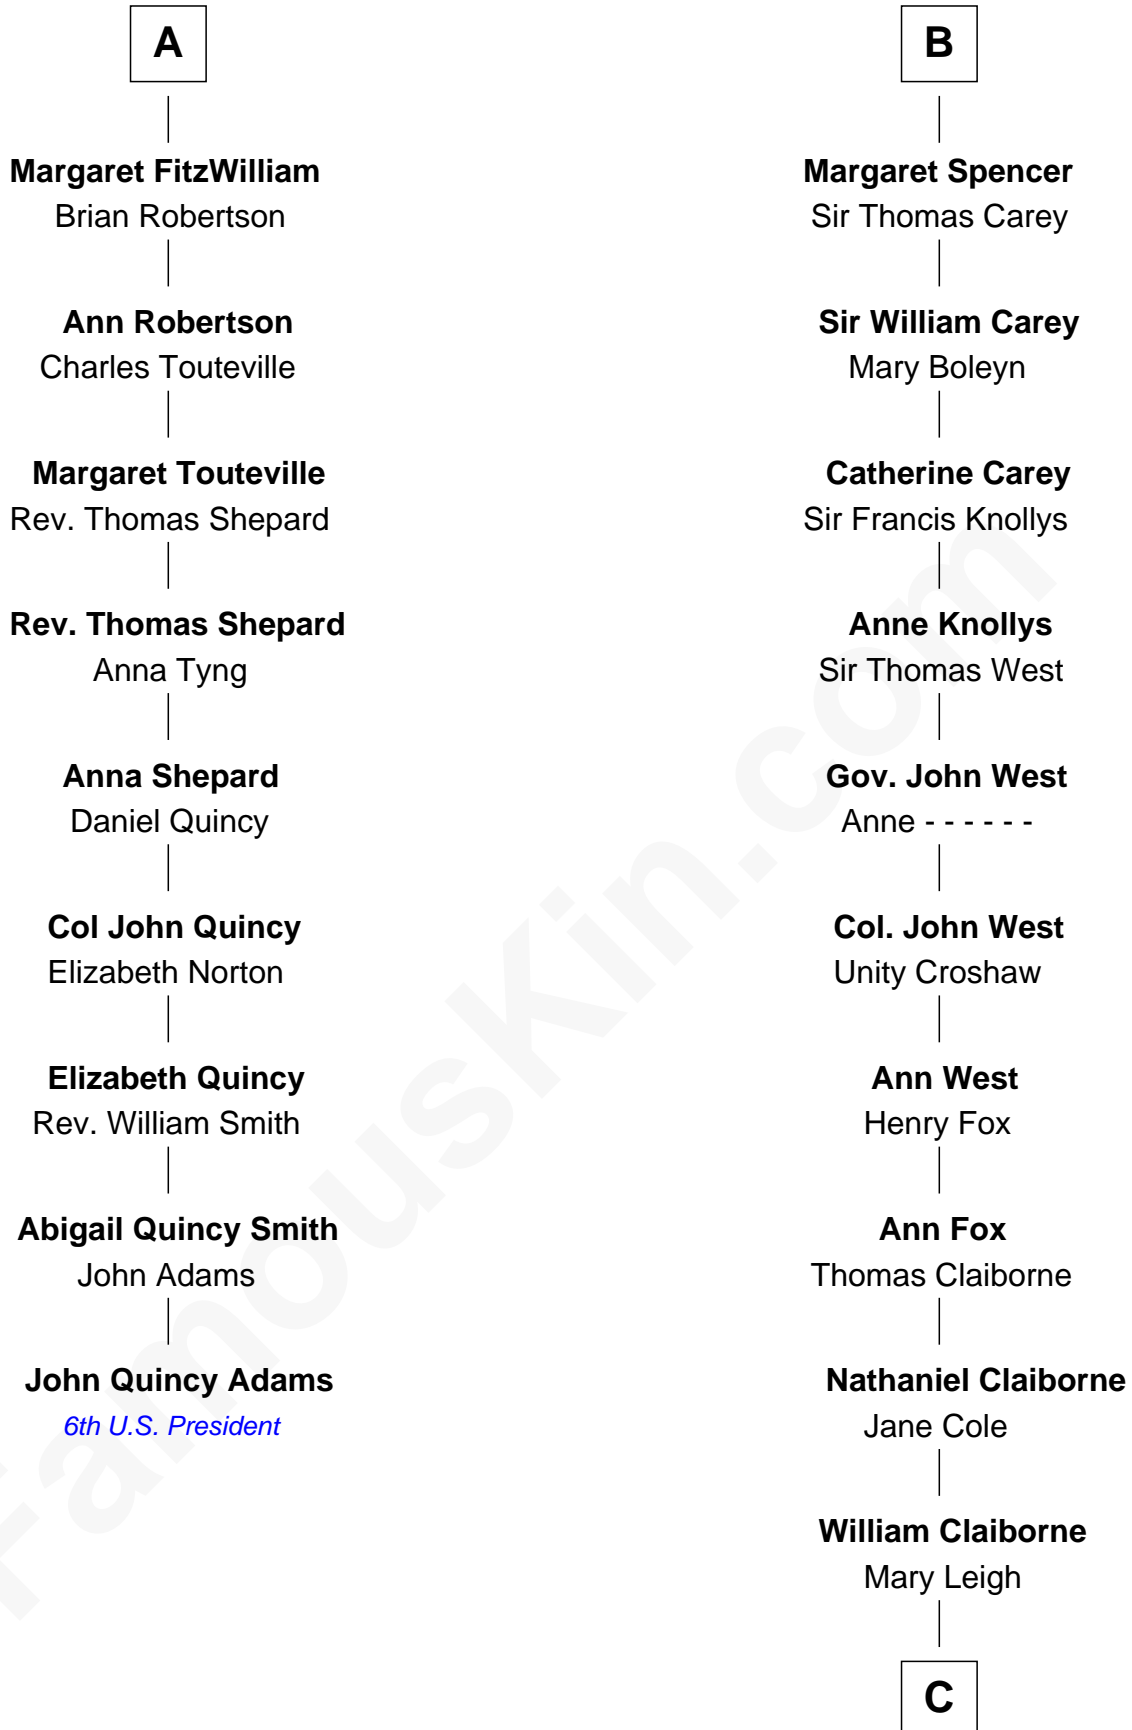 A
Margaret FitzWilliam
Brian Robertson
Ann Robertson
Charles Touteville
Margaret Touteville
Rev. Thomas Shepard
Rev. Thomas Shepard
Anna Tyng
Anna Shepard
Daniel Quincy
Col John Quincy
Elizabeth Norton
Elizabeth Quincy
Rev. William Smith
Abigail Quincy Smith
John Adams
John Quincy Adams
6th U.S. President
B
Margaret Spencer
Sir Thomas Carey
Sir William Carey
Mary Boleyn
Catherine Carey
Sir Francis Knollys
Anne Knollys
Sir Thomas West
Gov. John West
Anne - - - - - -
Col. John West
Unity Croshaw
Ann West
Henry Fox
Ann Fox
Thomas Claiborne
Nathaniel Claiborne
Jane Cole
William Claiborne
Mary Leigh
C
FamousKin.com